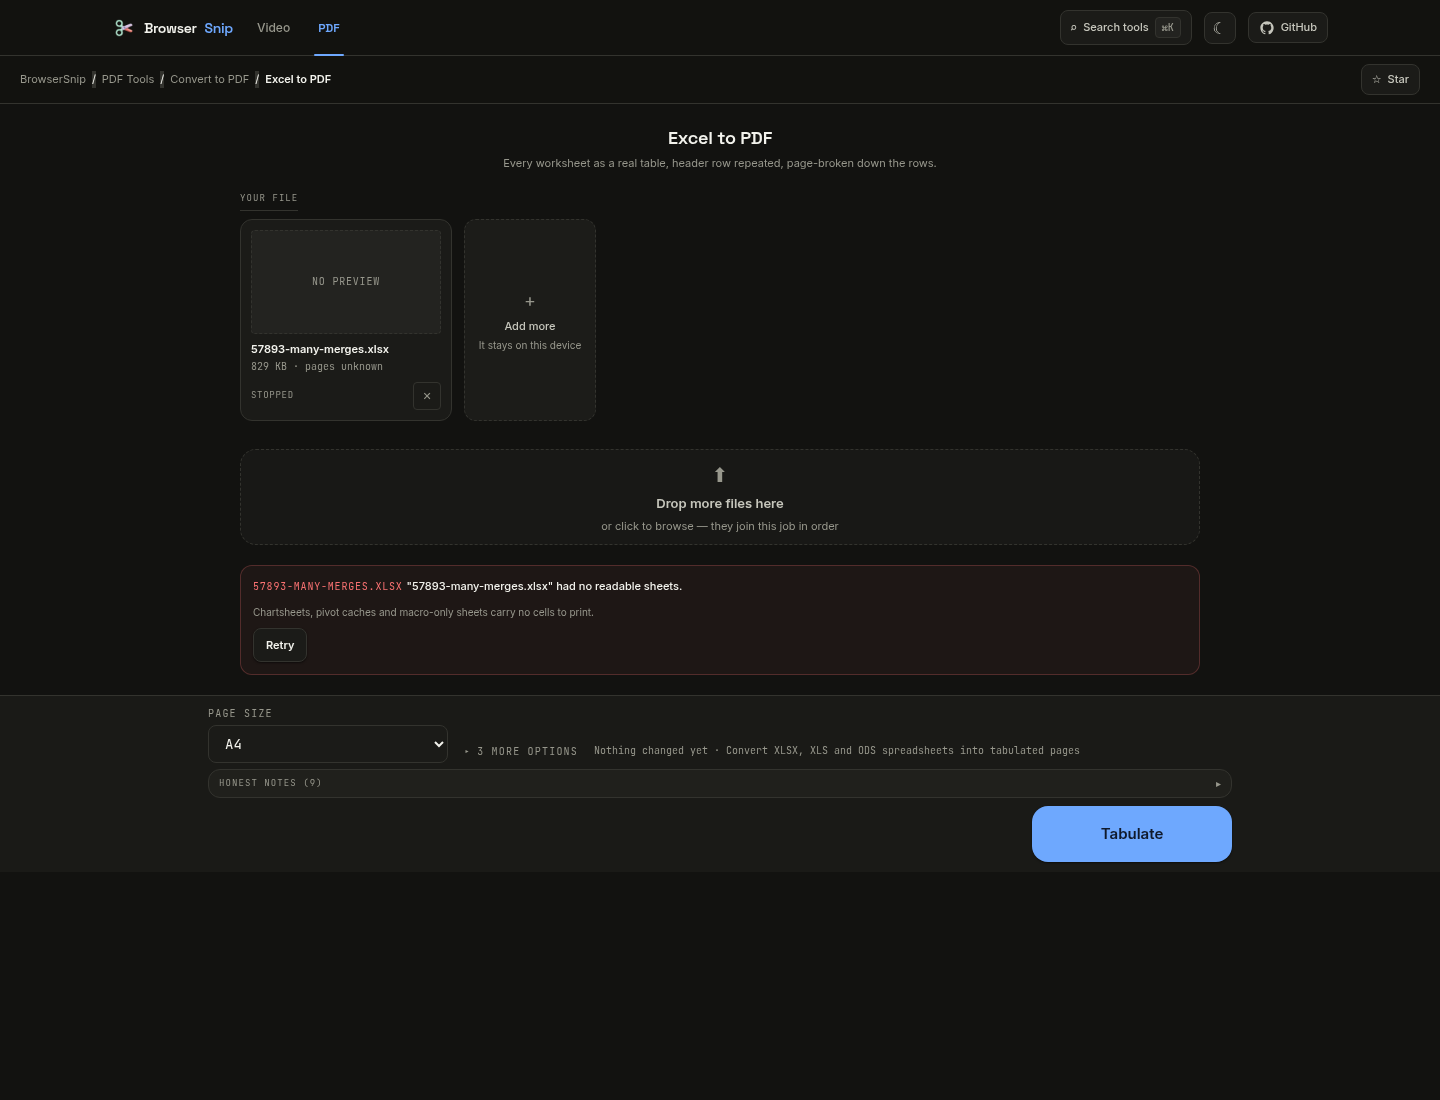 Browser Snip Video PDF Search tools ⌘K GitHub
BrowserSnip / PDF Tools / Convert to PDF / Excel to PDF ☆ Star
Excel to PDF
Every worksheet as a real table, header row repeated, page-broken down the rows.
YOUR FILE
NO PREVIEW
57893-many-merges.xlsx
829 KB · pages unknown
STOPPED ×
+
Add more
It stays on this device
Drop more files here
or click to browse — they join this job in order
57893-MANY-MERGES.XLSX "57893-many-merges.xlsx" had no readable sheets.
Chartsheets, pivot caches and macro-only sheets carry no cells to print.
Retry
PAGE SIZE
A4
▸ 3 MORE OPTIONS Nothing changed yet · Convert XLSX, XLS and ODS spreadsheets into tabulated pages
HONEST NOTES (9) ▸
Tabulate